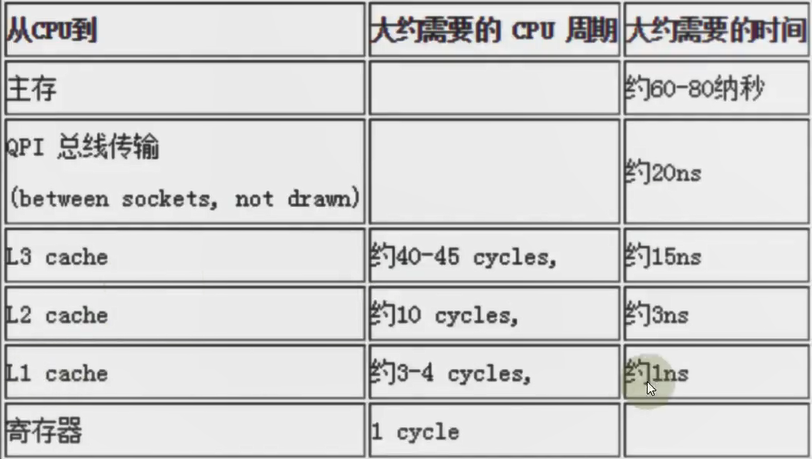 从CPU到 大约需要的 CPU 周期 大约需要的时间
主存 约60-80纳秒
QPI 总线传输
(between sockets, not drawn) 约20ns
L3 cache 约40-45 cycles, 约15ns
L2 cache 约10 cycles, 约3ns
L1 cache 约3-4 cycles, 约1ns
寄存器 1 cycle